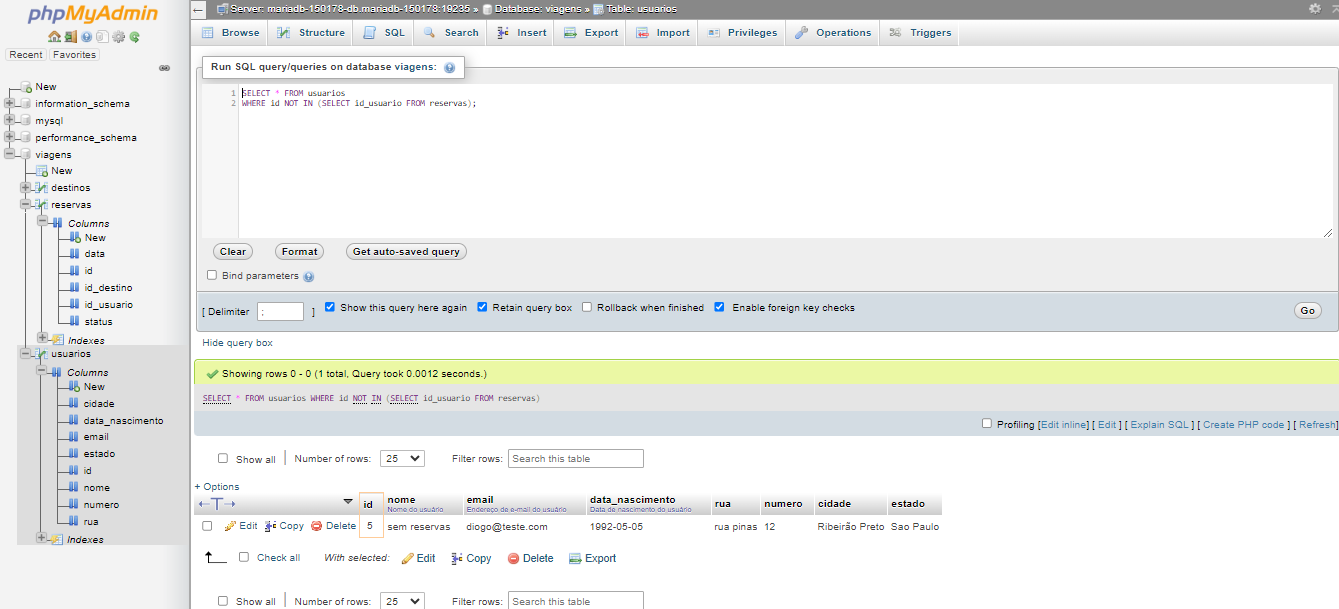 phpMyAdmin
Recent Favorites
New
information_schema
mysql
performance_schema
viagens
New
destinos
reservas
Columns
New
data
id
id_destino
id_usuario
status
Indexes
usuarios
Columns
New
cidade
data_nascimento
email
estado
id
nome
numero
rua
Indexes
Server: mariadb-150178-db.mariadb-150178:19235 » Database: viagens » Table: usuarios
Browse Structure SQL Search Insert Export Import Privileges Operations Triggers
Run SQL query/queries on database viagens:
1 SELECT * FROM usuarios
2 WHERE id NOT IN (SELECT id_usuario FROM reservas);
Clear Format Get auto-saved query
Bind parameters
[ Delimiter ; ] Show this query here again Retain query box Rollback when finished Enable foreign key checks Go
Hide query box
Showing rows 0 - 0 (1 total, Query took 0.0012 seconds.)
SELECT * FROM usuarios WHERE id NOT IN (SELECT id_usuario FROM reservas)
Profiling [Edit inline] [ Edit ] [ Explain SQL ] [ Create PHP code ] [ Refresh]
Show all Number of rows: 25 Filter rows: Search this table
+ Options
←T→ id nome email data_nascimento rua numero cidade estado
Nome do usuário Endereço de e-mail do usuário Data de nascimento do usuário
Edit Copy Delete 5 sem reservas diogo@teste.com 1992-05-05 rua pinas 12 Ribeirão Preto Sao Paulo
Check all With selected: Edit Copy Delete Export
Show all Number of rows: 25 Filter rows: Search this table